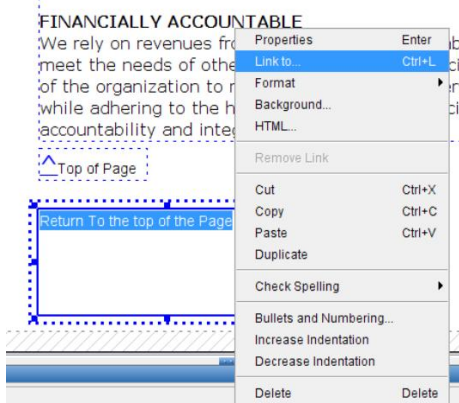 FINANCIALLY ACCOUNTABLE
We rely on revenues
meet the needs of
of the organization to
while adhering to the
accountability and
Top of Page
Return To the top of the Page
Properties Enter
Link to... Ctrl+L
Format
Background...
HTML...
Remove Link
Cut Ctrl+X
Copy Ctrl+C
Paste Ctrl+V
Duplicate
Check Spelling
Bullets and Numbering...
Increase Indentation
Decrease Indentation
Delete Delete